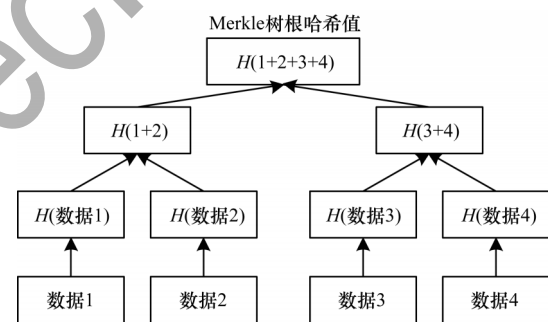 Merkle树根哈希值
H(1+2+3+4)
H(1+2) H(3+4)
H(数据1) H(数据2) H(数据3) H(数据4)
数据1 数据2 数据3 数据4